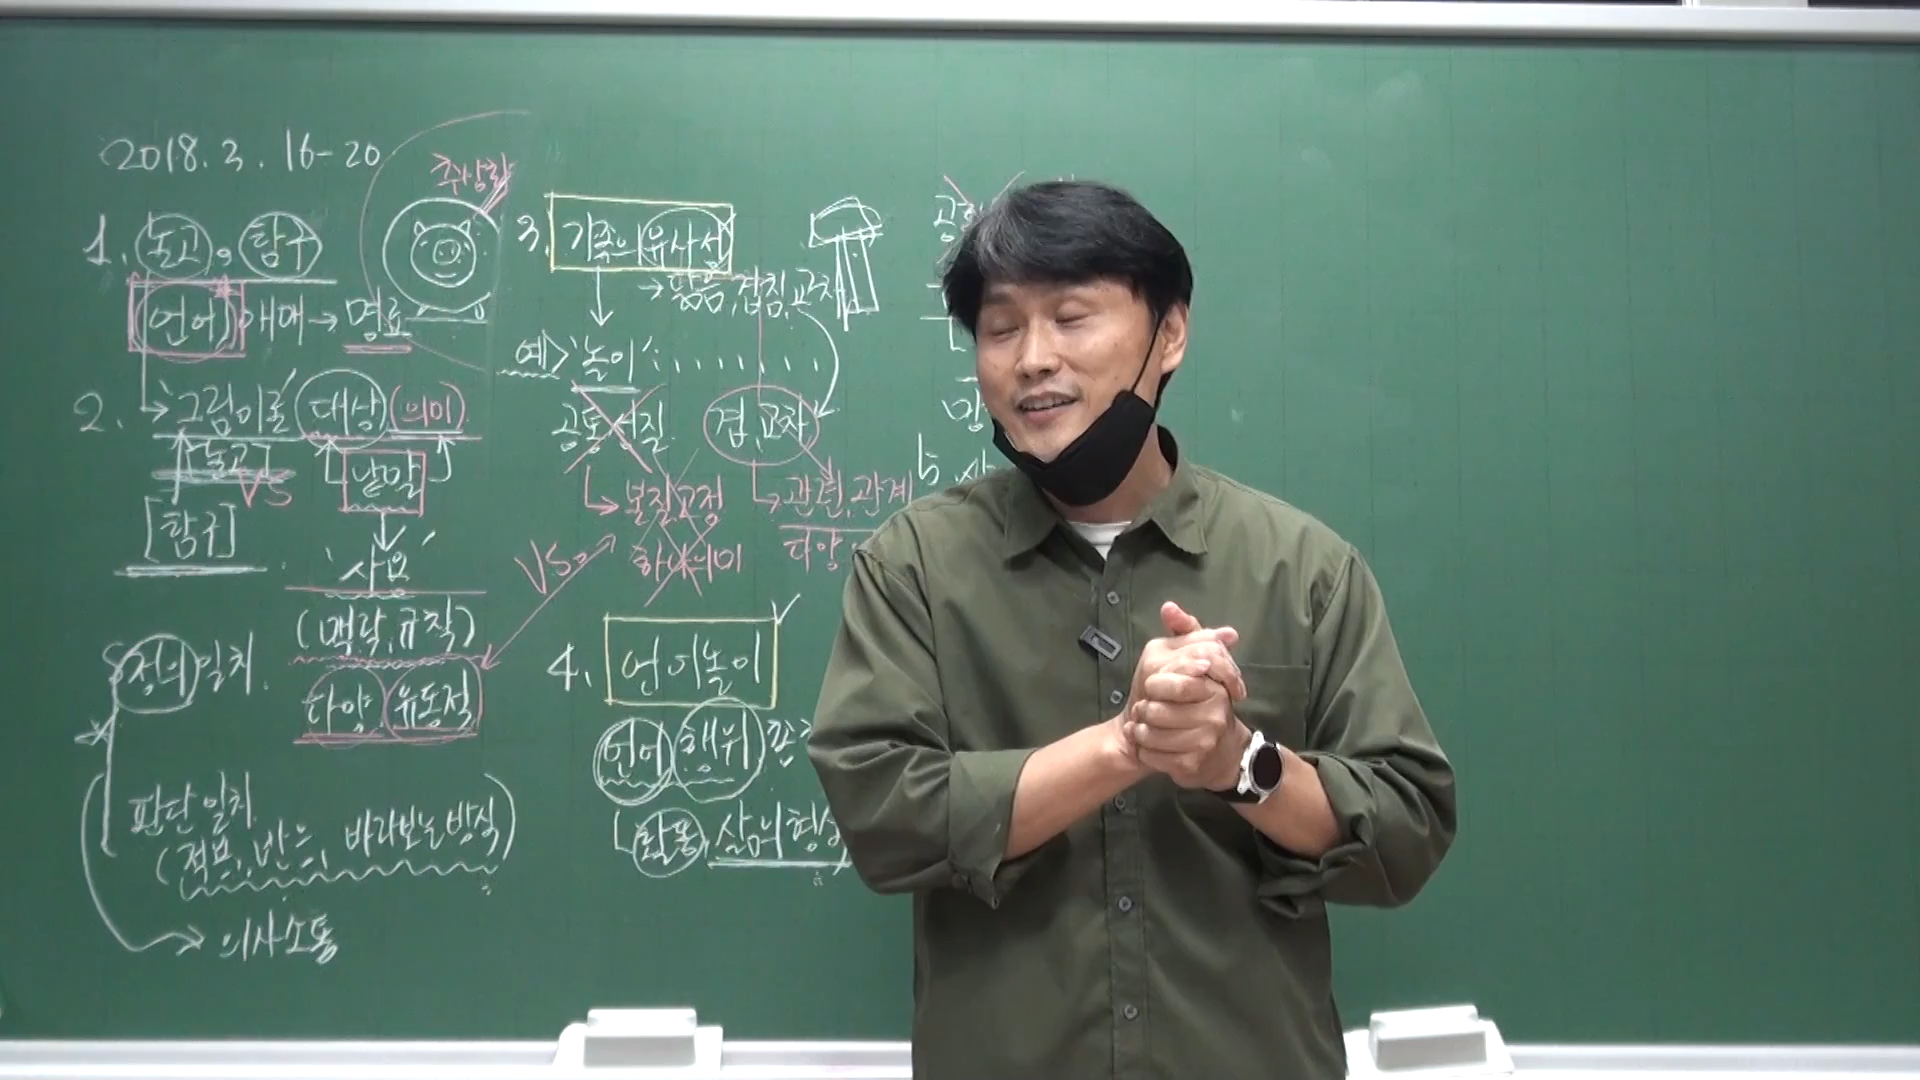 2018.3.16-20
추상화
1. 논고. 탐구
언어 애매→명료
2. '그림이론' 대상(의미)
[논고]
VS
낱말
[탐구]
'사용'
(맥락,규칙)
다양 유동적
정의 일치.
판단 일치.
(적용, 반응, 바라보는 방식)
→의사소통
3. 가족의유사성
→닮음,겹침,교차
예>'놀이':
공통성질
겹,교차
→본질,고정
하나의미
→관련,관계
다양
VS
4. 언어놀이
언어 행위
활동, 삶의형
공
5.